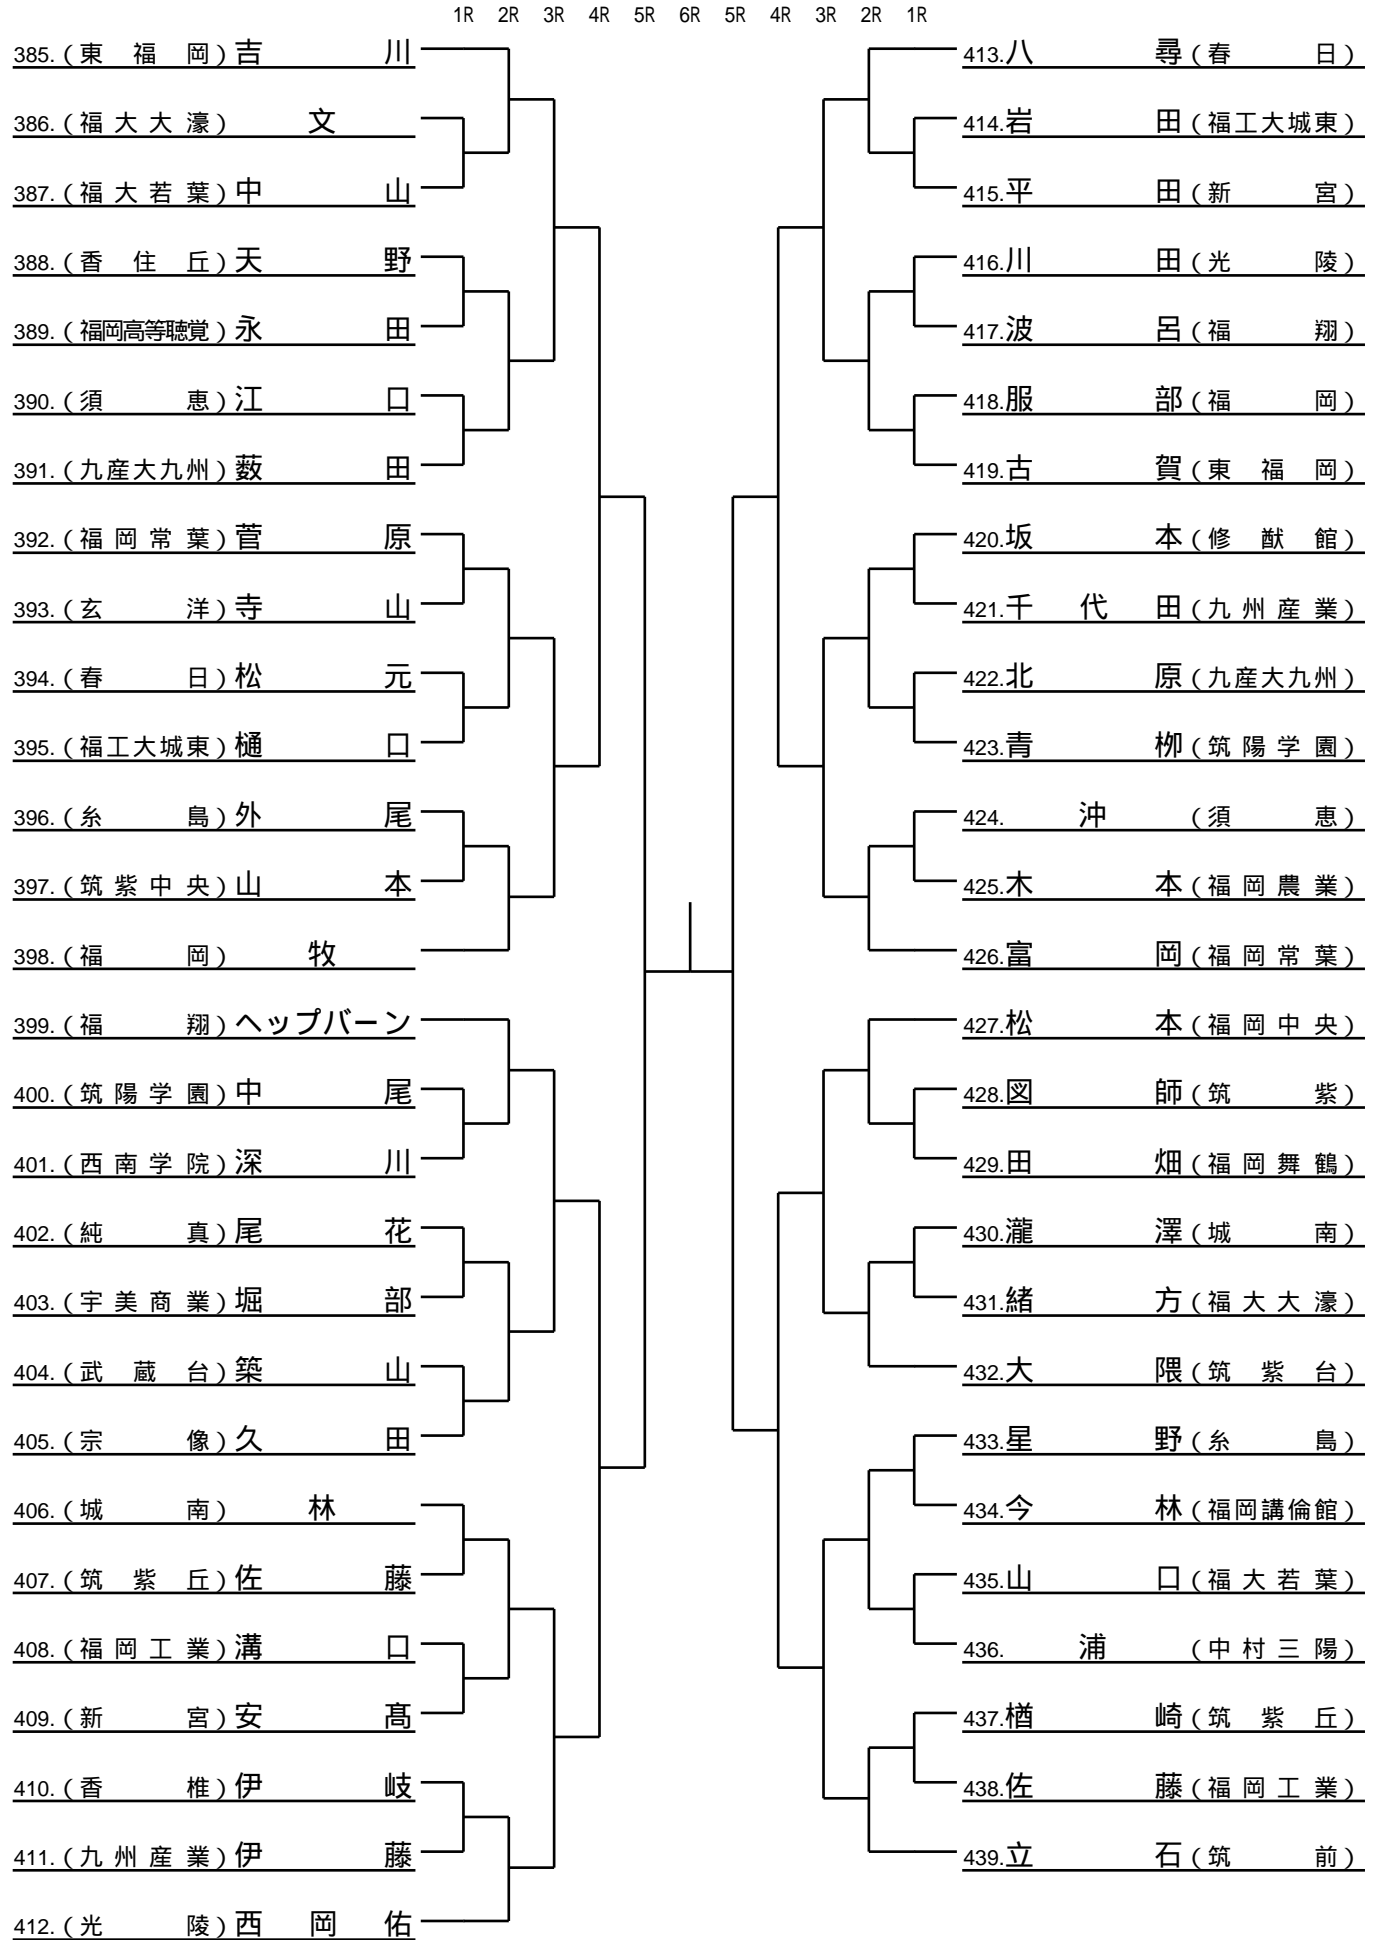 1R 2R 3R 4R 5R 6R 5R 4R 3R 2R 1R
385.(東福岡)吉川
386.(福大大濠)文
387.(福大若葉)中山
388.(香住丘)天野
389.(福岡高等聴覚)永田
390.(須恵)江口
391.(九産大九州)薮田
392.(福岡常葉)菅原
393.(玄洋)寺山
394.(春日)松元
395.(福工大城東)樋口
396.(糸島)外尾
397.(筑紫中央)山本
398.(福岡)牧
399.(福翔)ヘップバーン
400.(筑陽学園)中尾
401.(西南学院)深川
402.(純真)尾花
403.(宇美商業)堀部
404.(武蔵台)築山
405.(宗像)久田
406.(城南)林
407.(筑紫丘)佐藤
408.(福岡工業)溝口
409.(新宮)安髙
410.(香椎)伊岐
411.(九州産業)伊藤
412.(光陵)西岡佑
413.八尋(春日)
414.岩田(福工大城東)
415.平田(新宮)
416.川田(光陵)
417.波呂(福翔)
418.服部(福岡)
419.古賀(東福岡)
420.坂本(修猷館)
421.千代田(九州産業)
422.北原(九産大九州)
423.青栁(筑陽学園)
424.沖(須恵)
425.木本(福岡農業)
426.富岡(福岡常葉)
427.松本(福岡中央)
428.図師(筑紫)
429.田畑(福岡舞鶴)
430.瀧澤(城南)
431.緒方(福大大濠)
432.大隈(筑紫台)
433.星野(糸島)
434.今林(福岡講倫館)
435.山口(福大若葉)
436.浦(中村三陽)
437.楢崎(筑紫丘)
438.佐藤(福岡工業)
439.立石(筑前)